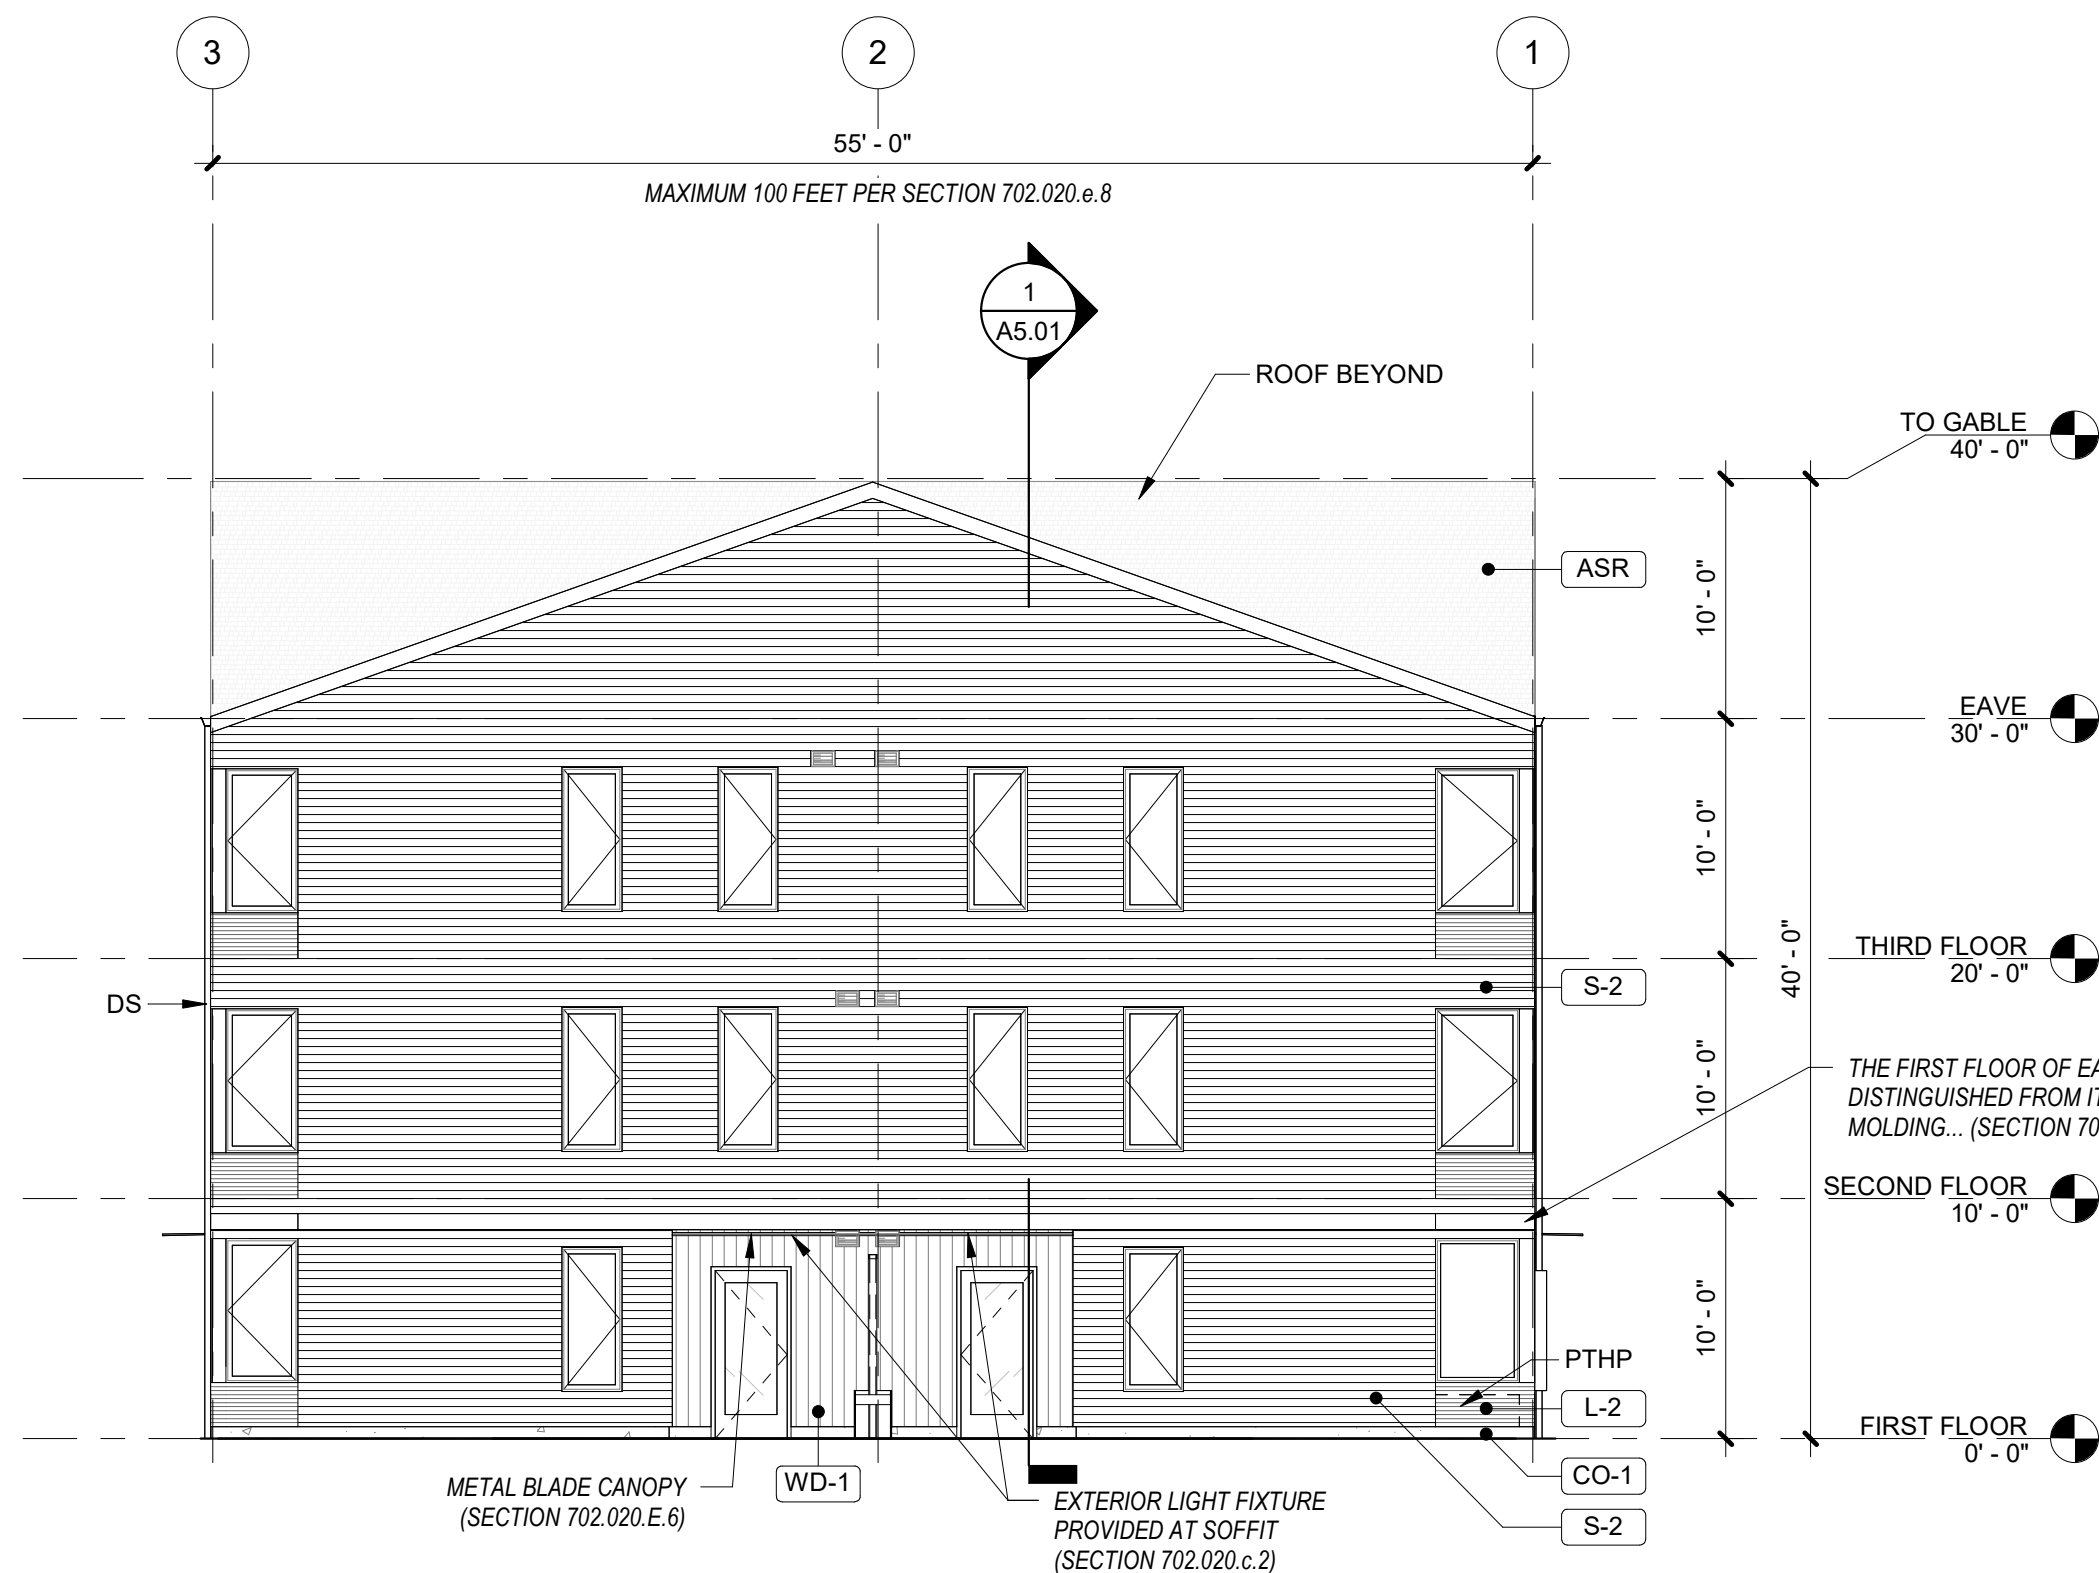 3
2
1
55' - 0"
MAXIMUM 100 FEET PER SECTION 702.020.e.8
1
A5.01
ROOF BEYOND
TO GABLE
40' - 0"
ASR
10' - 0"
EAVE
30' - 0"
10' - 0"
THIRD FLOOR
20' - 0"
40' - 0"
DS
S-2
10' - 0"
THE FIRST FLOOR OF EA
DISTINGUISHED FROM IT
MOLDING... (SECTION 70
SECOND FLOOR
10' - 0"
10' - 0"
PTHP
L-2
FIRST FLOOR
0' - 0"
CO-1
S-2
METAL BLADE CANOPY
(SECTION 702.020.E.6)
WD-1
EXTERIOR LIGHT FIXTURE
PROVIDED AT SOFFIT
(SECTION 702.020.c.2)